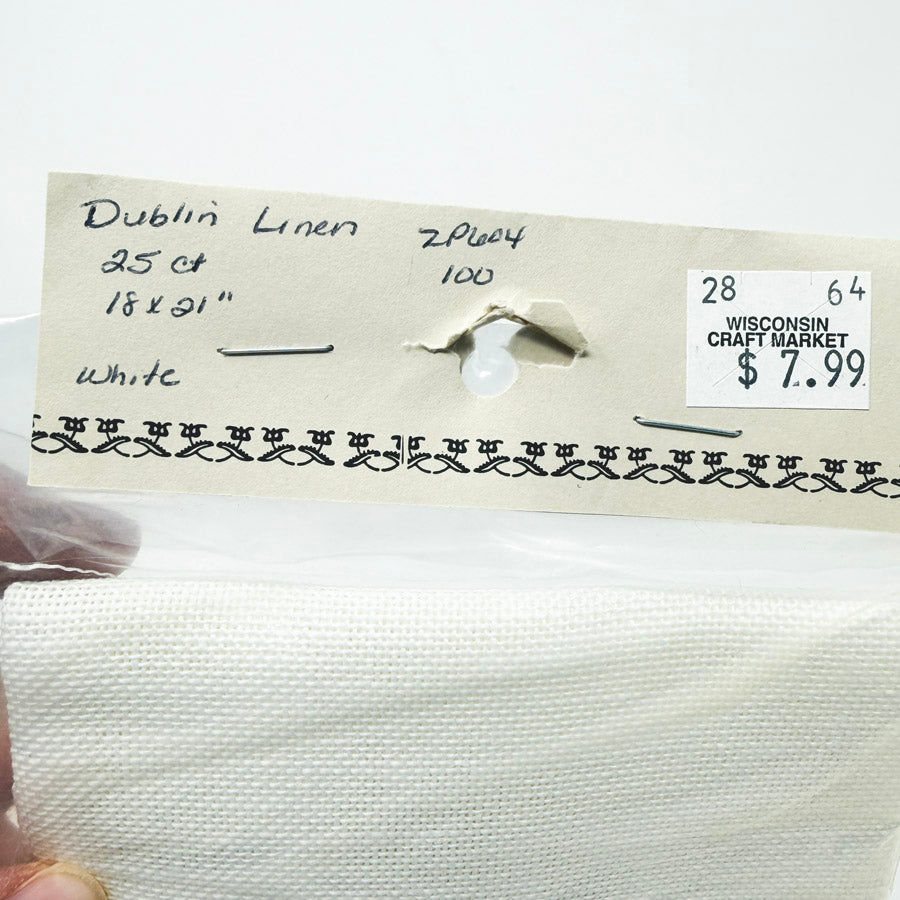 Dublin Linen
25 ct
18 x 21"
White
ZP604
100
28 64
WISCONSIN
CRAFT MARKET
$ 7.99